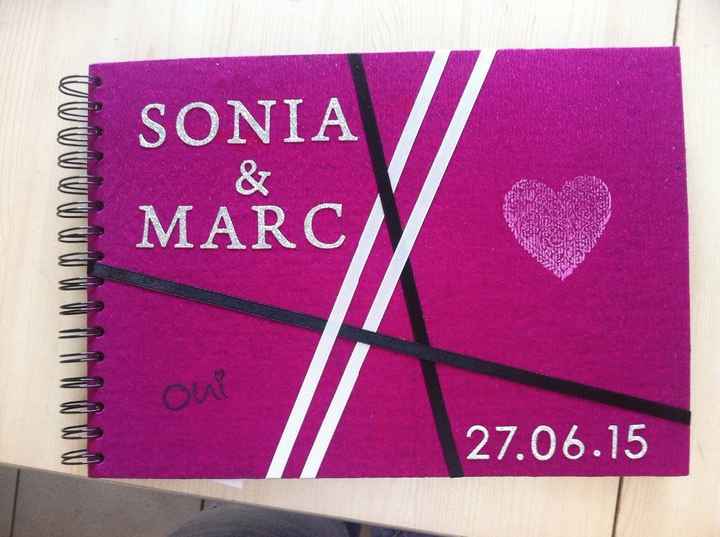 SONIA
&
MARC
oui
27.06.15